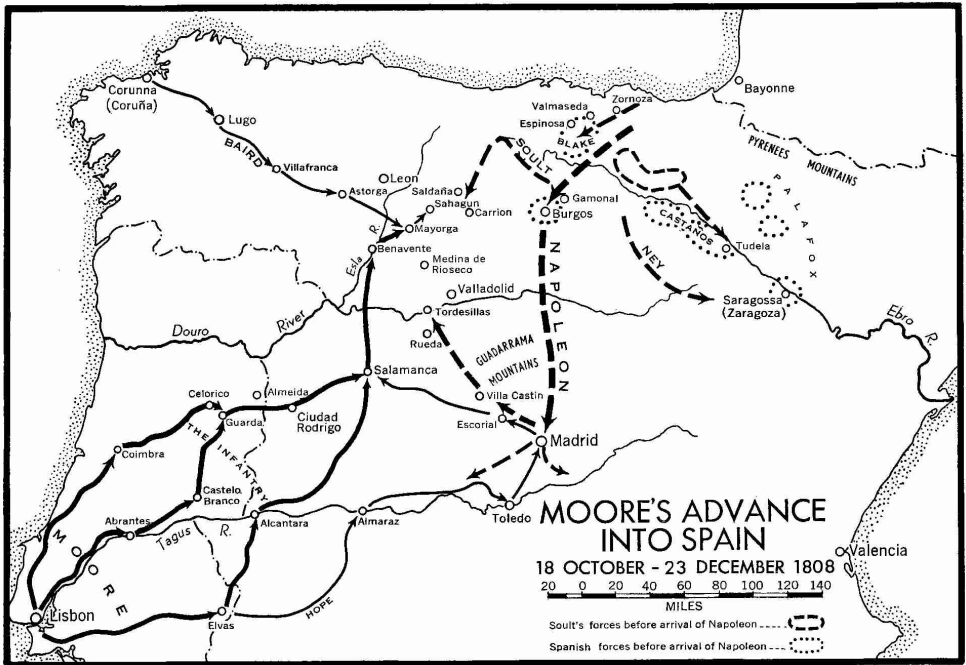 Corunna
(Coruña)
Lugo
BAIRD
Villafranca
Astorga
Leon
Saldaña
Sahagun
Carrion
Mayorga
Benavente
Esla R.
Medina de
Rioseco
Valladolid
Tordesillas
Rueda
Douro River
GUADARRAMA
MOUNTAINS
Salamanca
Villa Castin
Escorial
Madrid
Toledo
Valmaseda
Zornoza
Espinosa
BLAKE
SOULT
Gamonal
Burgos
NAPOLEON
CASTAÑOS
NEY
Tudela
Saragossa
(Zaragoza)
PALAFOX
Bayonne
PYRENEES
MOUNTAINS
Ebro R.
Valencia
Celorico
Almeida
Guarda
Ciudad
Rodrigo
THE INFANTRY
Coimbra
Castelo
Branco
Abrantes
Tagus R.
Alcantara
Almaraz
MOORE
Lisbon
Elvas
HOPE
MOORE'S ADVANCE
INTO SPAIN
18 OCTOBER - 23 DECEMBER 1808
20 0 20 40 60 80 100 120 140
MILES
Soult's forces before arrival of Napoleon
Spanish forces before arrival of Napoleon